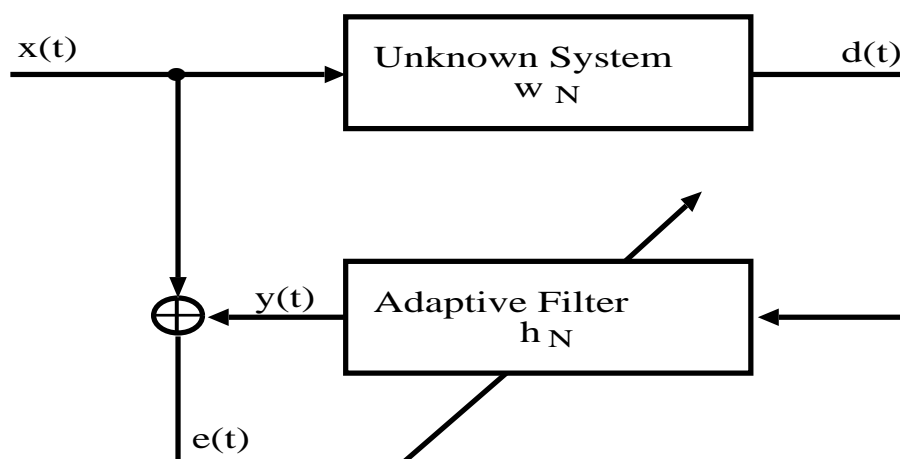 x(t)
Unknown System
w N
d(t)
y(t)
Adaptive Filter
h N
e(t)